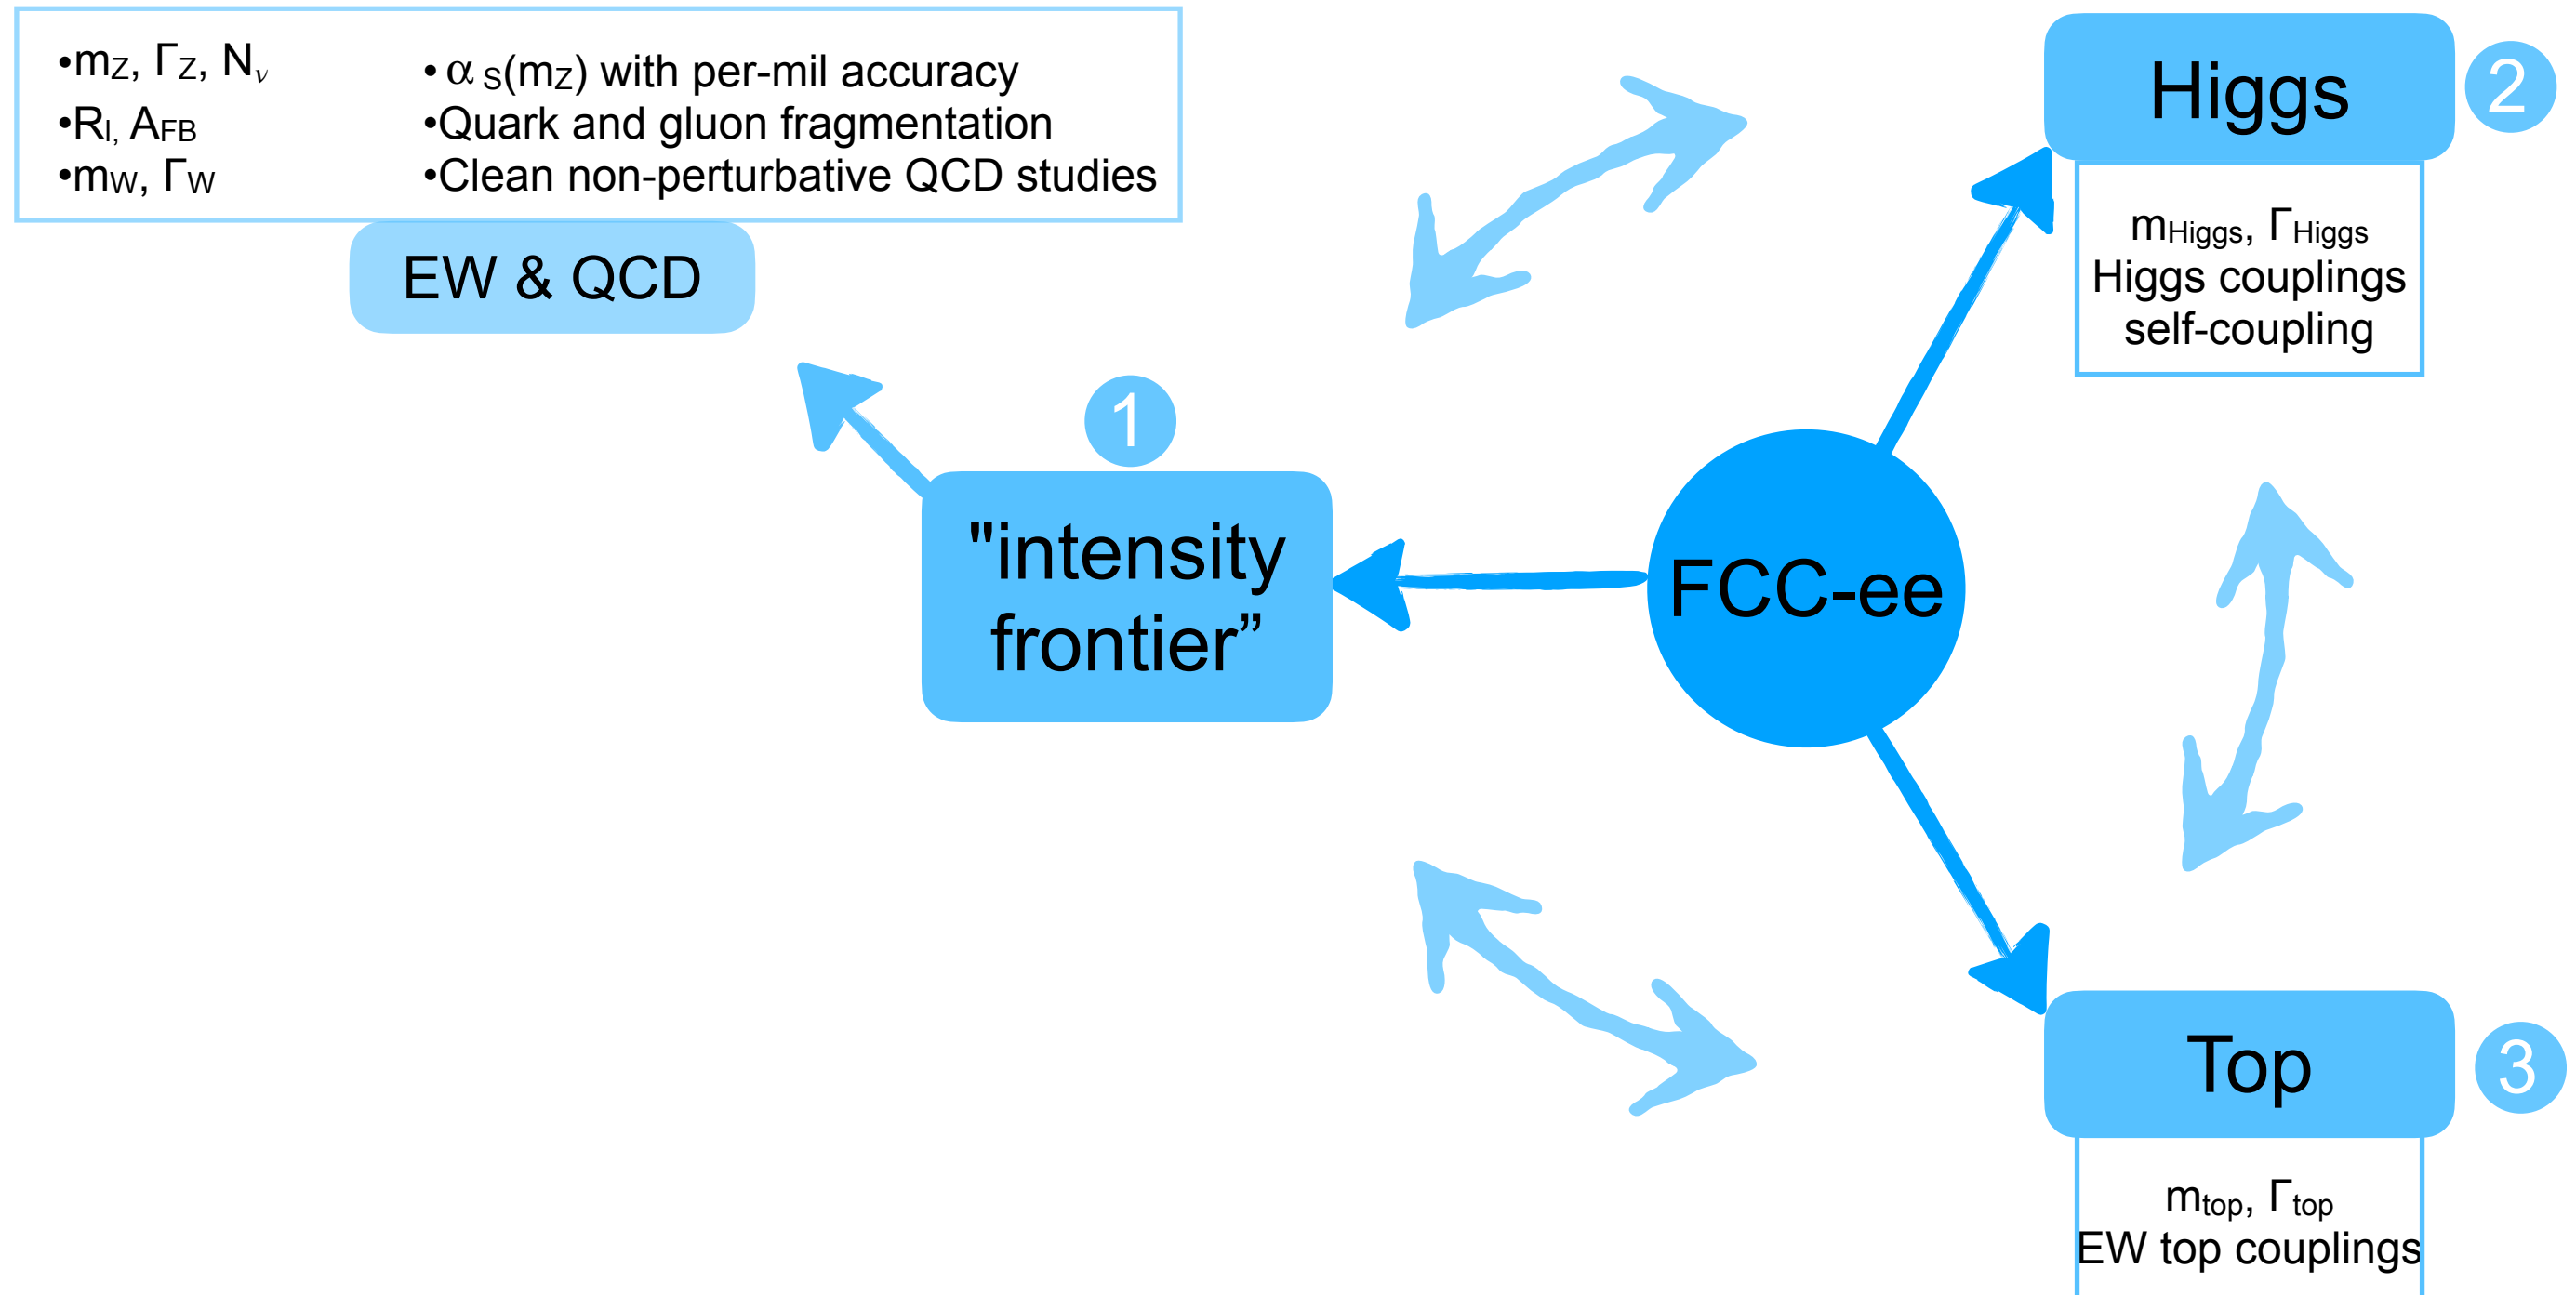 •mZ, ΓZ, Nν
•Rl, AFB
•mW, ΓW
• αS(mZ) with per-mil accuracy
•Quark and gluon fragmentation
•Clean non-perturbative QCD studies
EW & QCD
1
"intensity
frontier”
FCC-ee
Higgs
2
mHiggs, ΓHiggs
Higgs couplings
self-coupling
Top
3
mtop, Γtop
EW top couplings